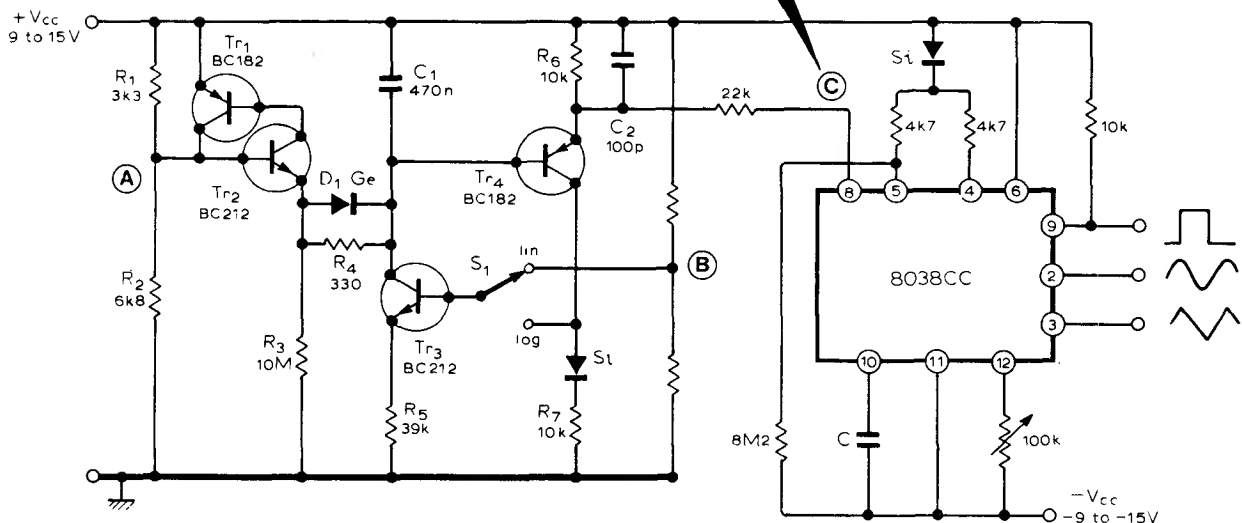 +Vcc
9 to 15V
R1
3k3
Tr1
BC182
Tr2
BC212
A
R2
6k8
D1 Ge
R4
330
R3
10M
C1
470n
R6
10k
C2
100p
Tr4
BC182
S1
lin
log
B
Tr3
BC212
R5
39k
Si
R7
10k
22k
C
Si
4k7
4k7
10k
8
5
4
6
9
2
3
8038CC
10
11
12
8M2
C
100k
−Vcc
−9 to −15V